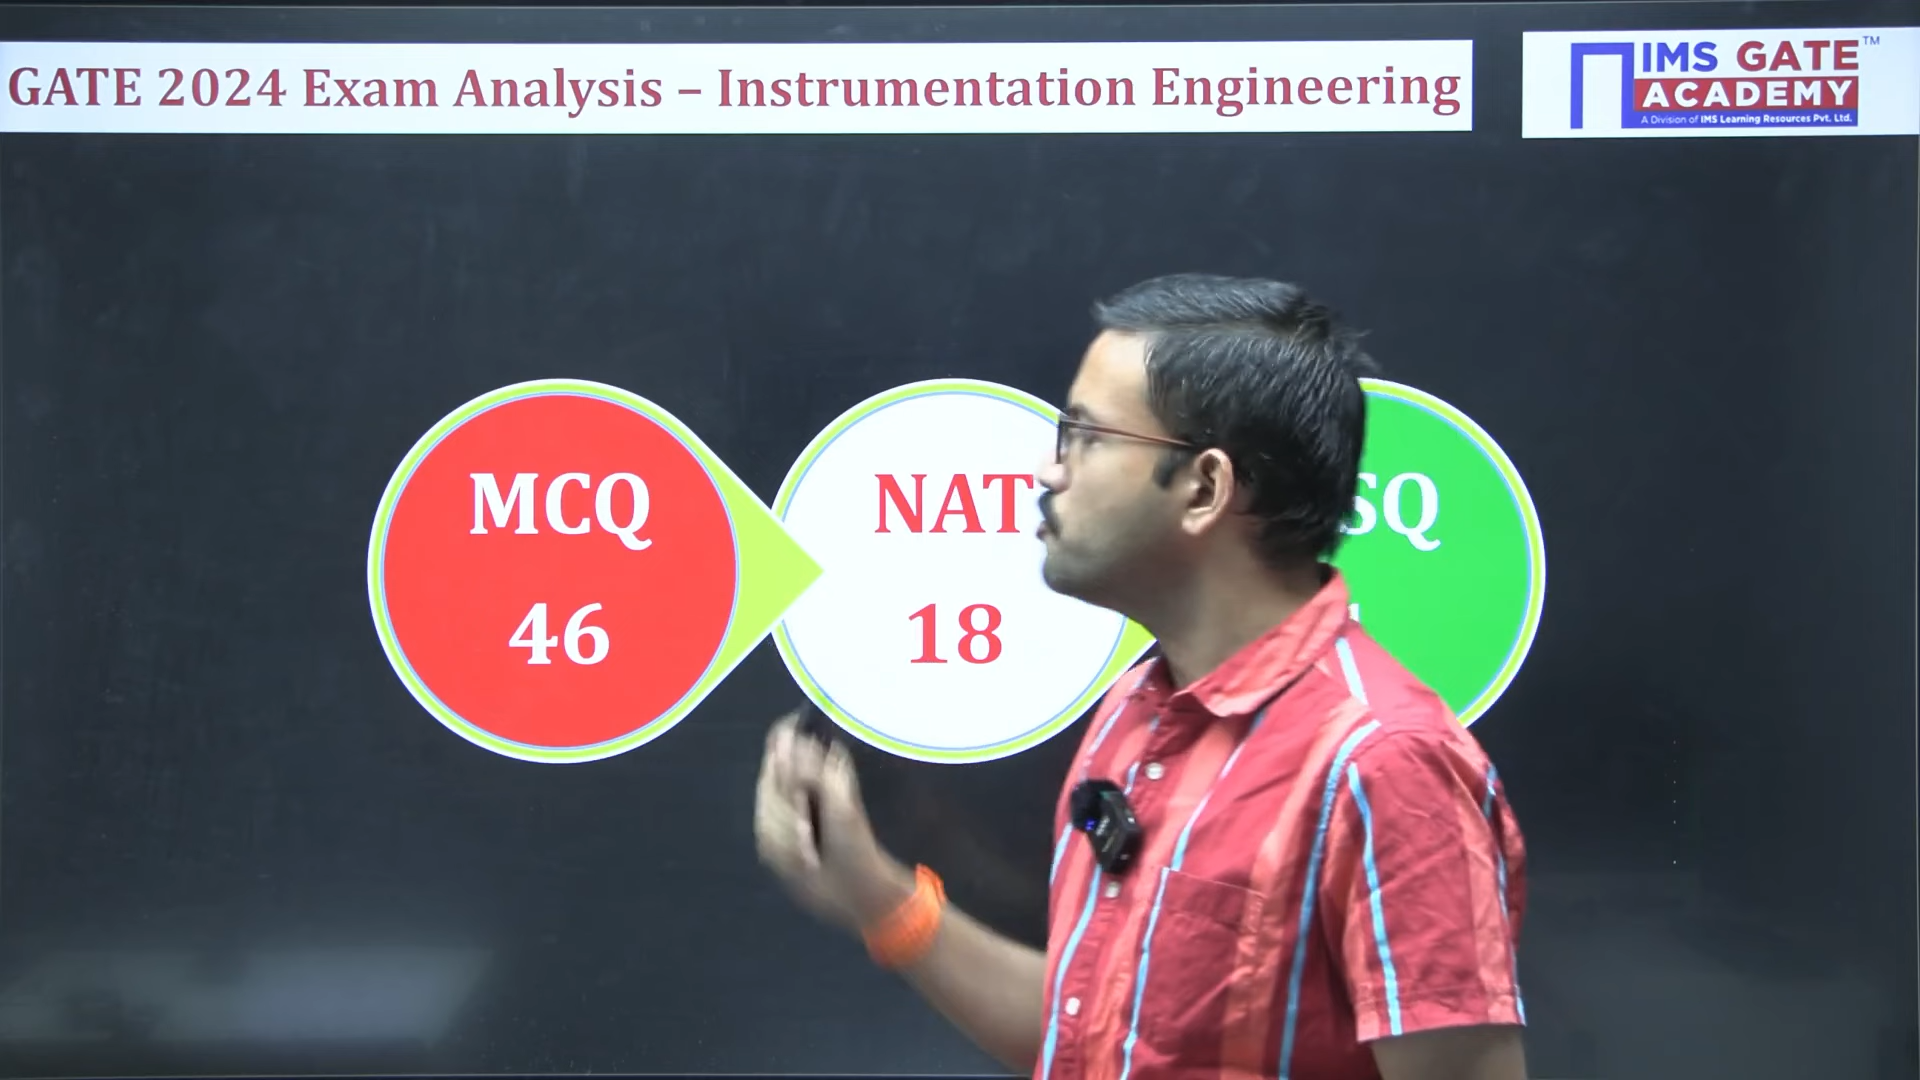 GATE 2024 Exam Analysis – Instrumentation Engineering
IMS GATE™
ACADEMY
A Division of IMS Learning Resources Pvt. Ltd.
MCQ
46
NAT
18
SQ